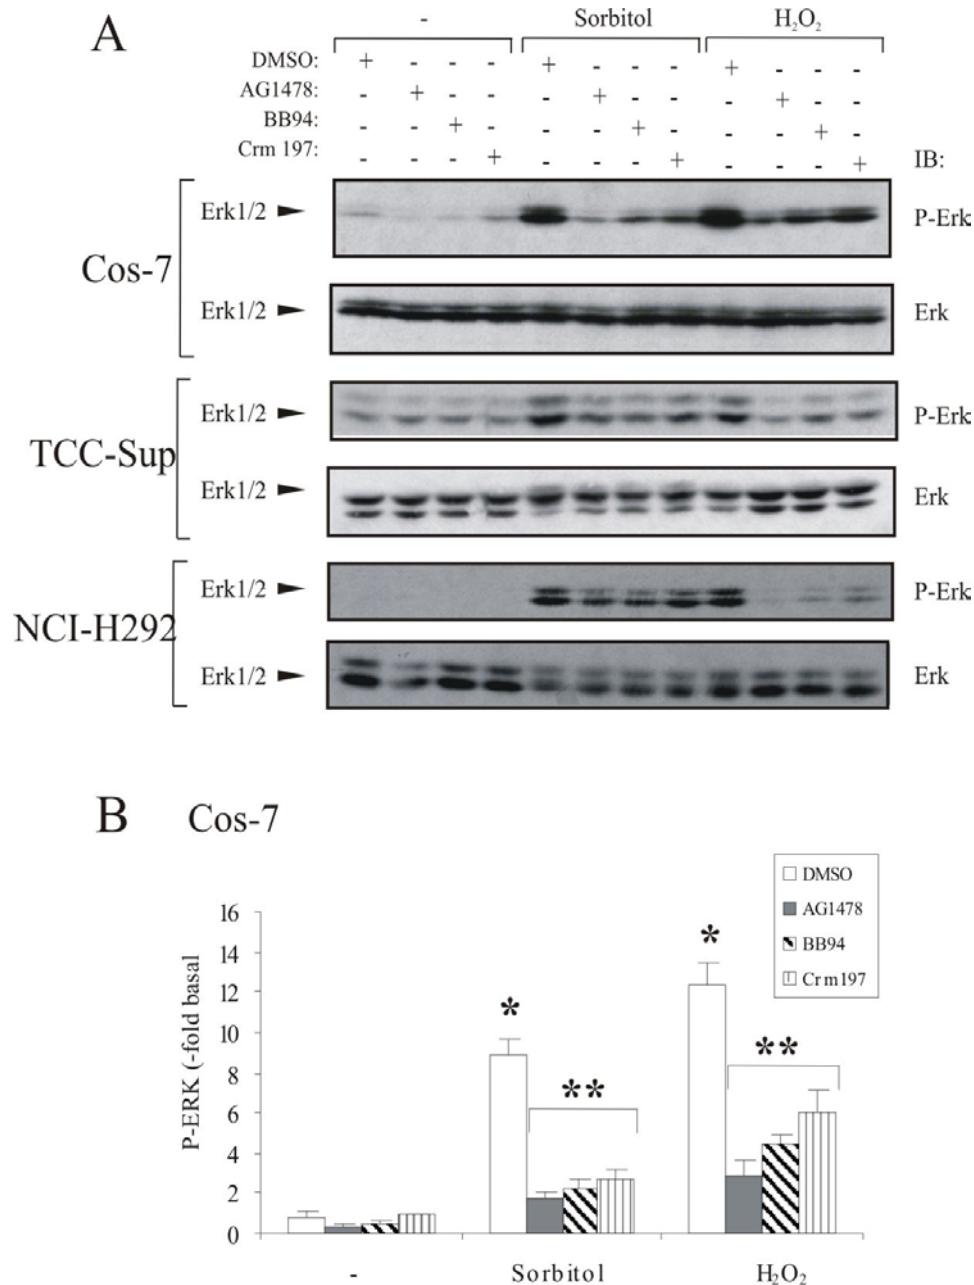 A
- Sorbitol H₂O₂
DMSO: + - - - + - - - + - - -
AG1478: - + - - - + - - - + - -
BB94: - - + - - - + - - - + -
Crm 197: - - - + - - - + - - - +
IB:
Cos-7
Erk1/2 P-Erk
Erk1/2 Erk
TCC-Sup
Erk1/2 P-Erk
Erk1/2 Erk
NCI-H292
Erk1/2 P-Erk
Erk1/2 Erk
B Cos-7
DMSO
AG1478
BB94
Crm197
P-ERK (-fold basal
16
14
12
10
8
6
4
2
0
*
**
*
**
- Sorbitol H₂O₂